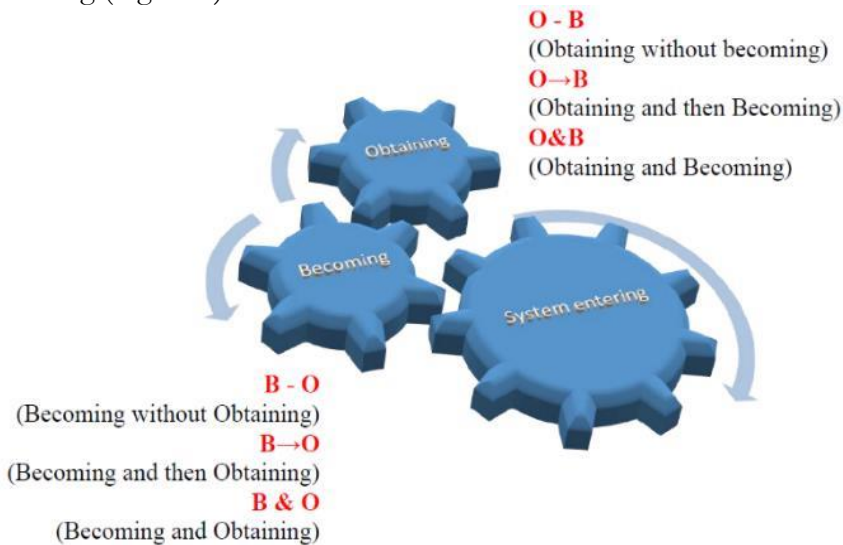 O - B
(Obtaining without becoming)
O→B
(Obtaining and then Becoming)
O&B
(Obtaining and Becoming)
Obtaining
Becoming
System entering
B - O
(Becoming without Obtaining)
B→O
(Becoming and then Obtaining)
B & O
(Becoming and Obtaining)